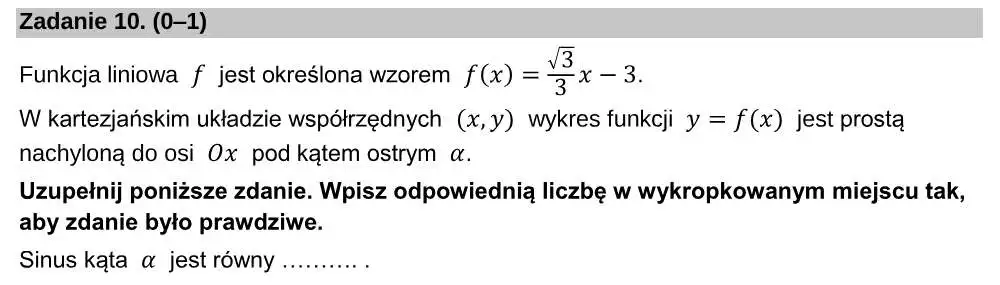 Zadanie 10. (0–1)
Funkcja liniowa f jest określona wzorem f(x) = √3/3 x − 3.
W kartezjańskim układzie współrzędnych (x, y) wykres funkcji y = f(x) jest prostą
nachyloną do osi Ox pod kątem ostrym α.
Uzupełnij poniższe zdanie. Wpisz odpowiednią liczbę w wykropkowanym miejscu tak,
aby zdanie było prawdziwe.
Sinus kąta α jest równy .......... .